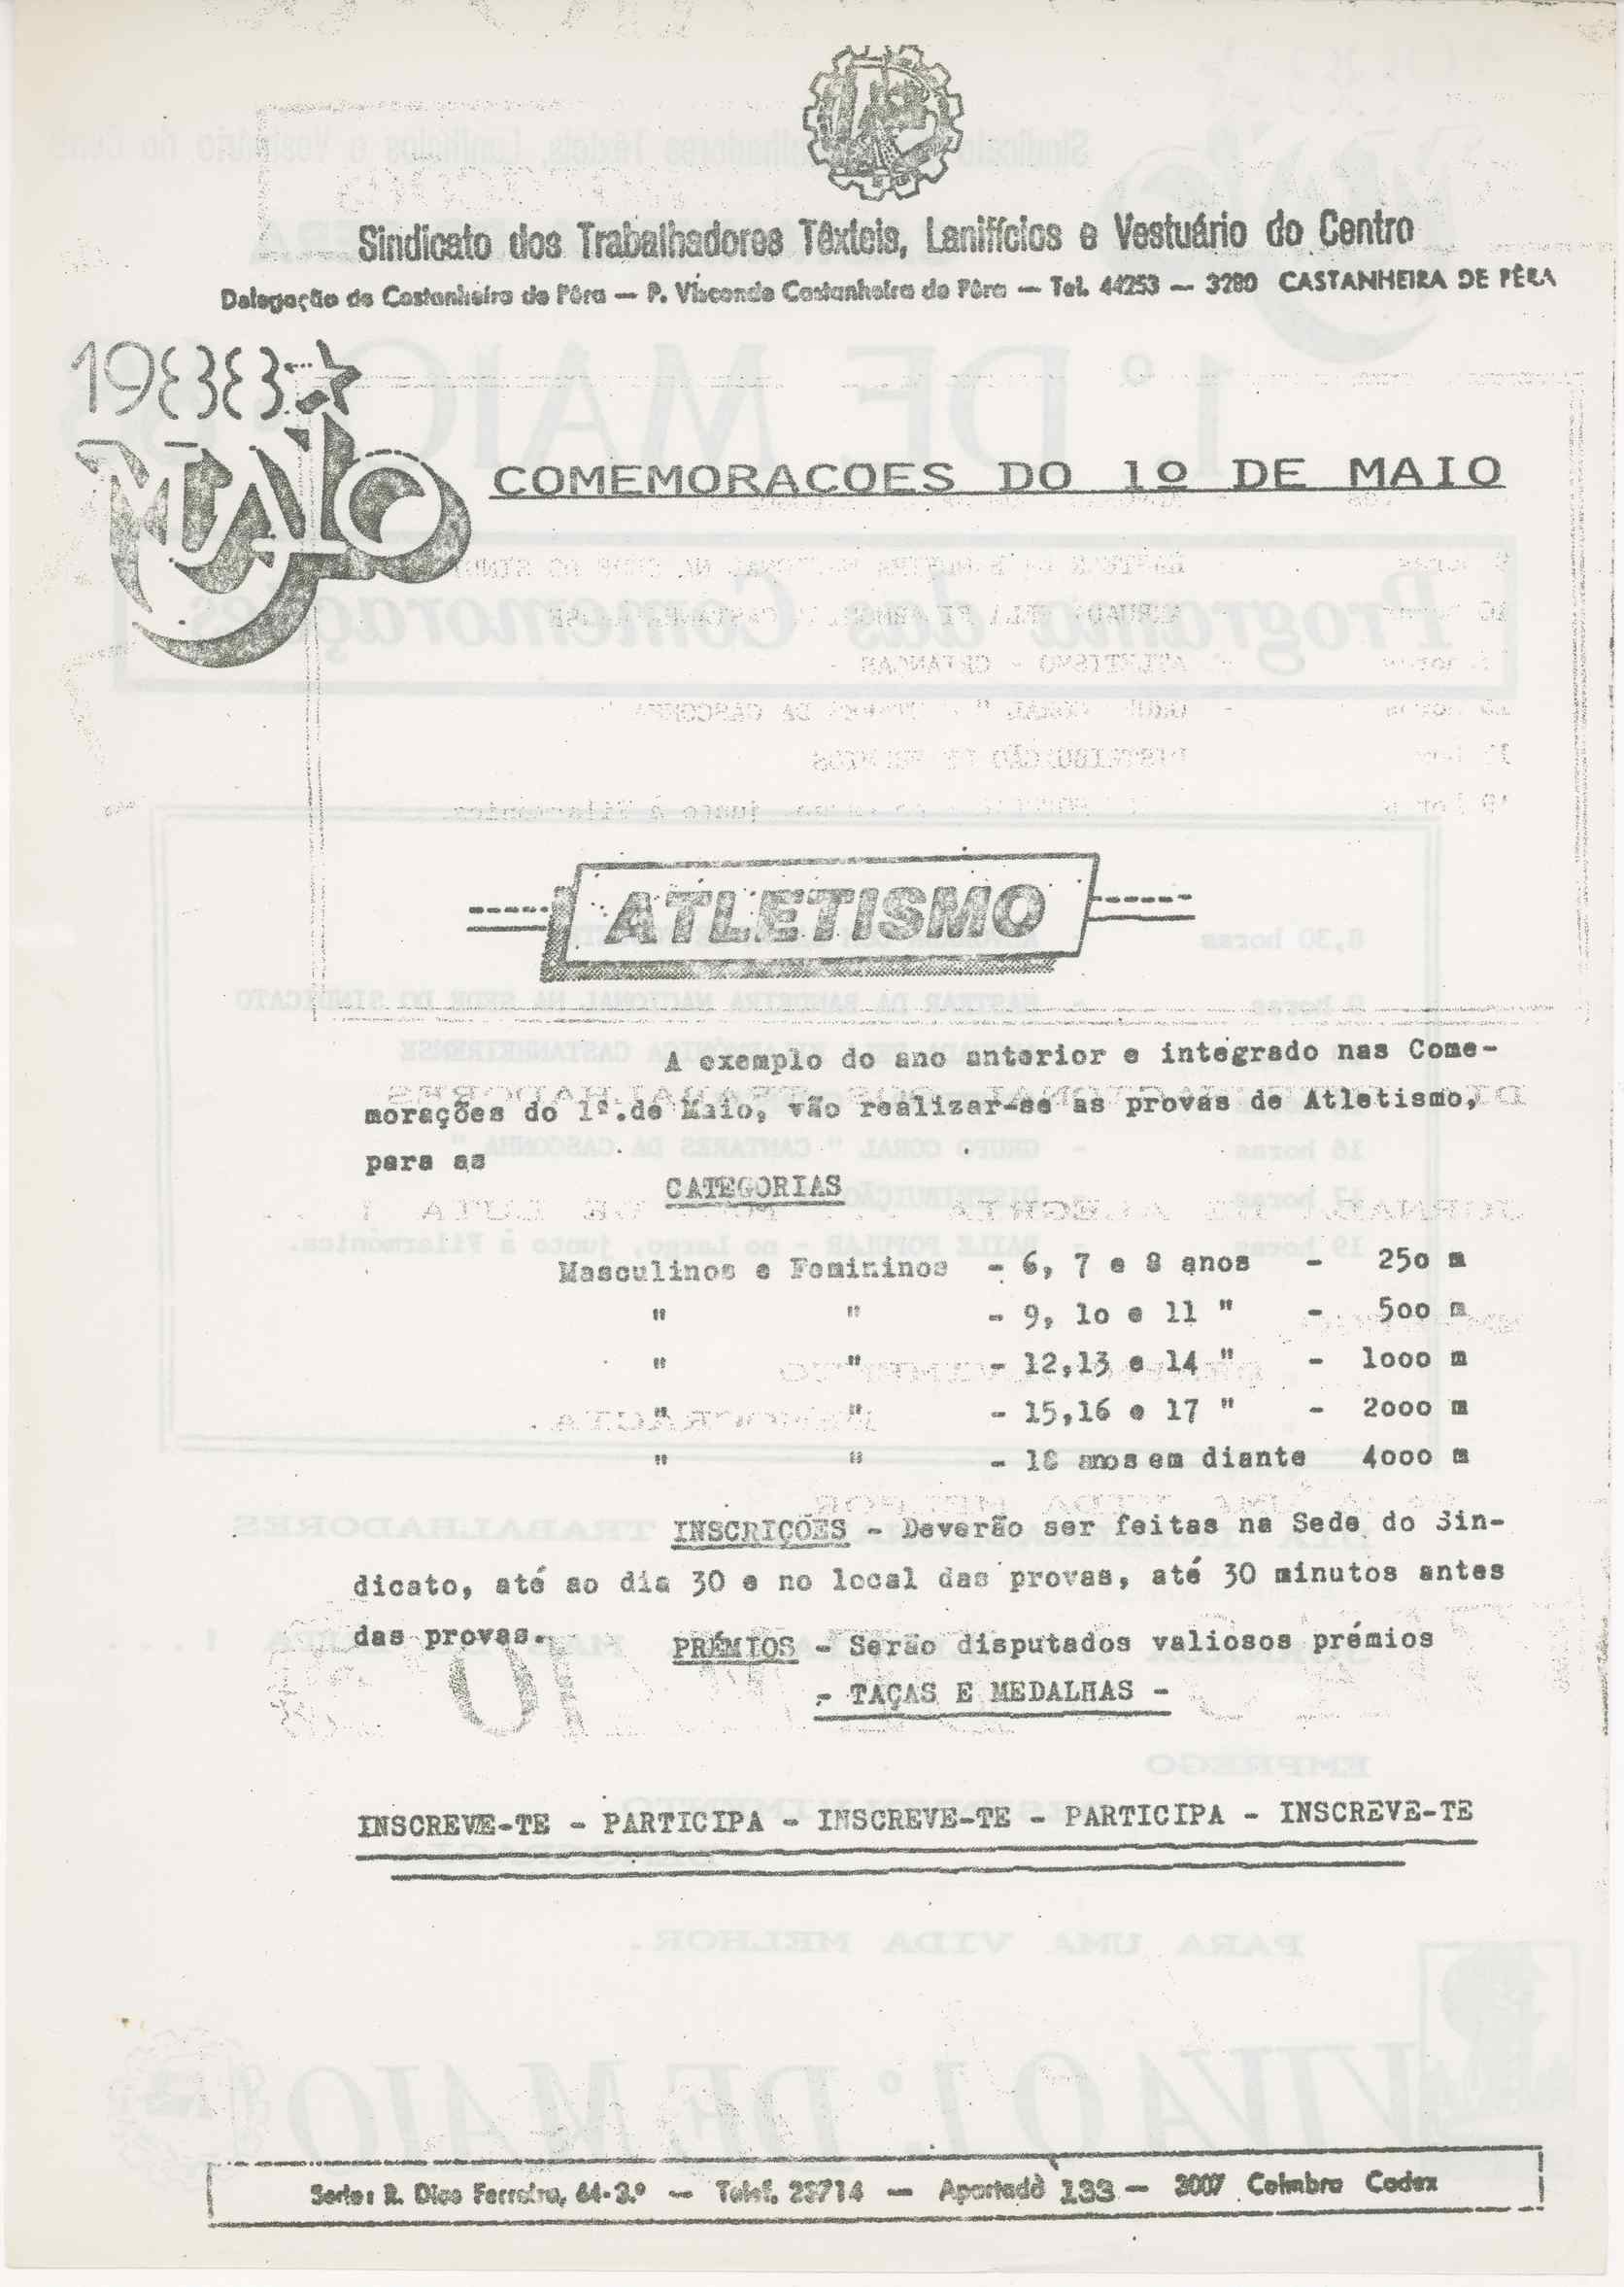 Sindicato dos Trabalhadores Têxteis, Lanifícios e Vestuário do Centro
Delegação de Castanheira de Pêra — P. Visconde Castanheira de Pêra — Tel. 44253 — 3280 CASTANHEIRA DE PÊRA
1988
MAIO
COMEMORACOES DO 1º DE MAIO
ATLETISMO
A exemplo do ano anterior e integrado nas Come-
morações do 1º.de Maio, vão realizar-se as provas de Atletismo,
para as
CATEGORIAS
Masculinos e Femininos - 6, 7 e 8 anos - 25o m
" " - 9, lo e 11 " - 5oo m
" " - 12,13 e 14 " - looo m
" " - 15,16 e 17 " - 2ooo m
" " - 18 anos em diante 4ooo m
INSCRIÇÕES - Deverão ser feitas na Sede do Sin-
dicato, até ao dia 30 e no local das provas, até 30 minutos antes
das provas.
PRÉMIOS - Serão disputados valiosos prémios
- TAÇAS E MEDALHAS -
INSCREVE-TE - PARTICIPA - INSCREVE-TE - PARTICIPA - INSCREVE-TE
Sede: R. Dias Ferreira, 44-3.º — Telef. 23714 — Apartado 133 — 3007 Coimbra Codex